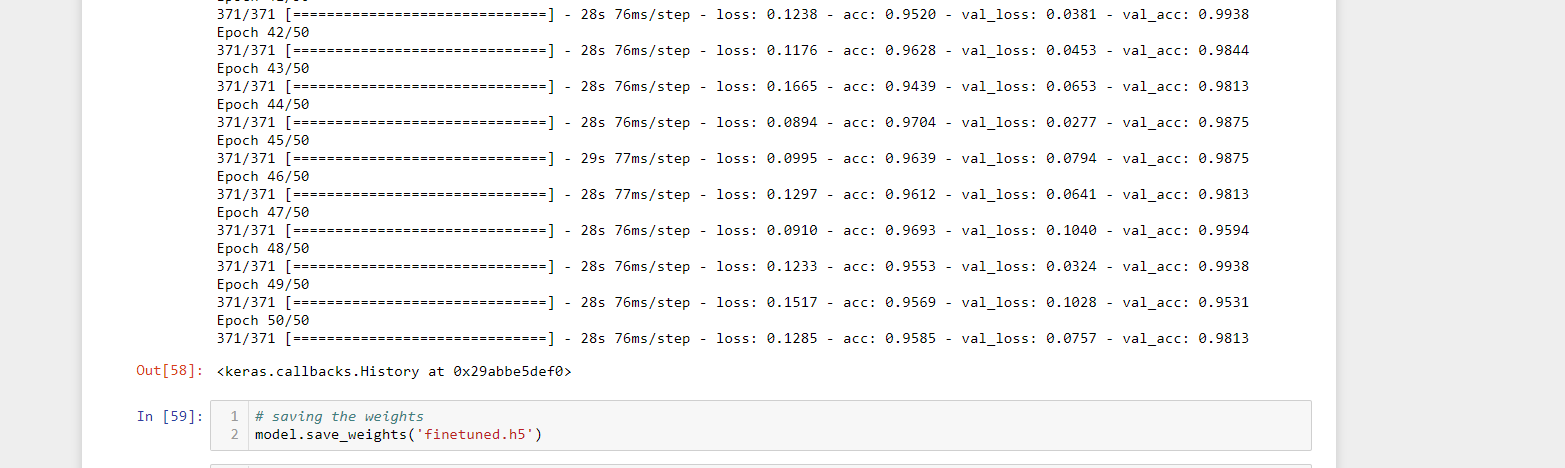 371/371 [==============================] - 28s 76ms/step - loss: 0.1238 - acc: 0.9520 - val_loss: 0.0381 - val_acc: 0.9938
Epoch 42/50
371/371 [==============================] - 28s 76ms/step - loss: 0.1176 - acc: 0.9628 - val_loss: 0.0453 - val_acc: 0.9844
Epoch 43/50
371/371 [==============================] - 28s 76ms/step - loss: 0.1665 - acc: 0.9439 - val_loss: 0.0653 - val_acc: 0.9813
Epoch 44/50
371/371 [==============================] - 28s 76ms/step - loss: 0.0894 - acc: 0.9704 - val_loss: 0.0277 - val_acc: 0.9875
Epoch 45/50
371/371 [==============================] - 29s 77ms/step - loss: 0.0995 - acc: 0.9639 - val_loss: 0.0794 - val_acc: 0.9875
Epoch 46/50
371/371 [==============================] - 28s 77ms/step - loss: 0.1297 - acc: 0.9612 - val_loss: 0.0641 - val_acc: 0.9813
Epoch 47/50
371/371 [==============================] - 28s 76ms/step - loss: 0.0910 - acc: 0.9693 - val_loss: 0.1040 - val_acc: 0.9594
Epoch 48/50
371/371 [==============================] - 28s 76ms/step - loss: 0.1233 - acc: 0.9553 - val_loss: 0.0324 - val_acc: 0.9938
Epoch 49/50
371/371 [==============================] - 28s 76ms/step - loss: 0.1517 - acc: 0.9569 - val_loss: 0.1028 - val_acc: 0.9531
Epoch 50/50
371/371 [==============================] - 28s 76ms/step - loss: 0.1285 - acc: 0.9585 - val_loss: 0.0757 - val_acc: 0.9813
Out[58]: <keras.callbacks.History at 0x29abbe5def0>
In [59]: 1 # saving the weights
2 model.save_weights('finetuned.h5')